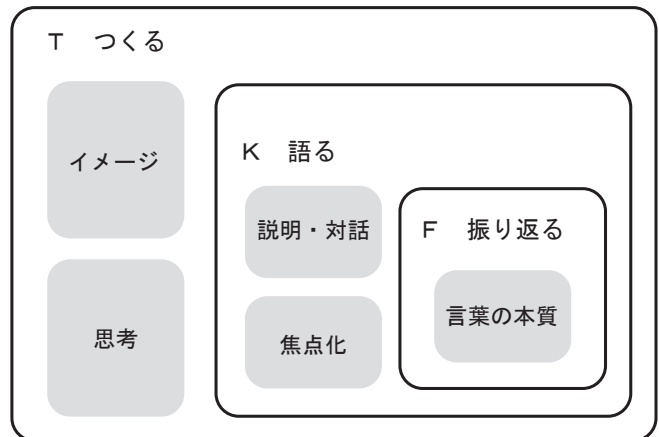 T つくる
イメージ
思考
K 語る
説明・対話
焦点化
F 振り返る
言葉の本質